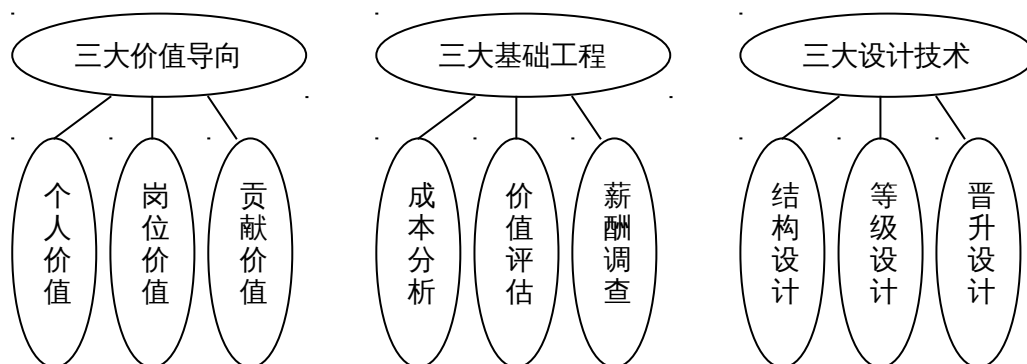 三大价值导向
三大基础工程
三大设计技术
个人价值
岗位价值
贡献价值
成本分析
价值评估
薪酬调查
结构设计
等级设计
晋升设计